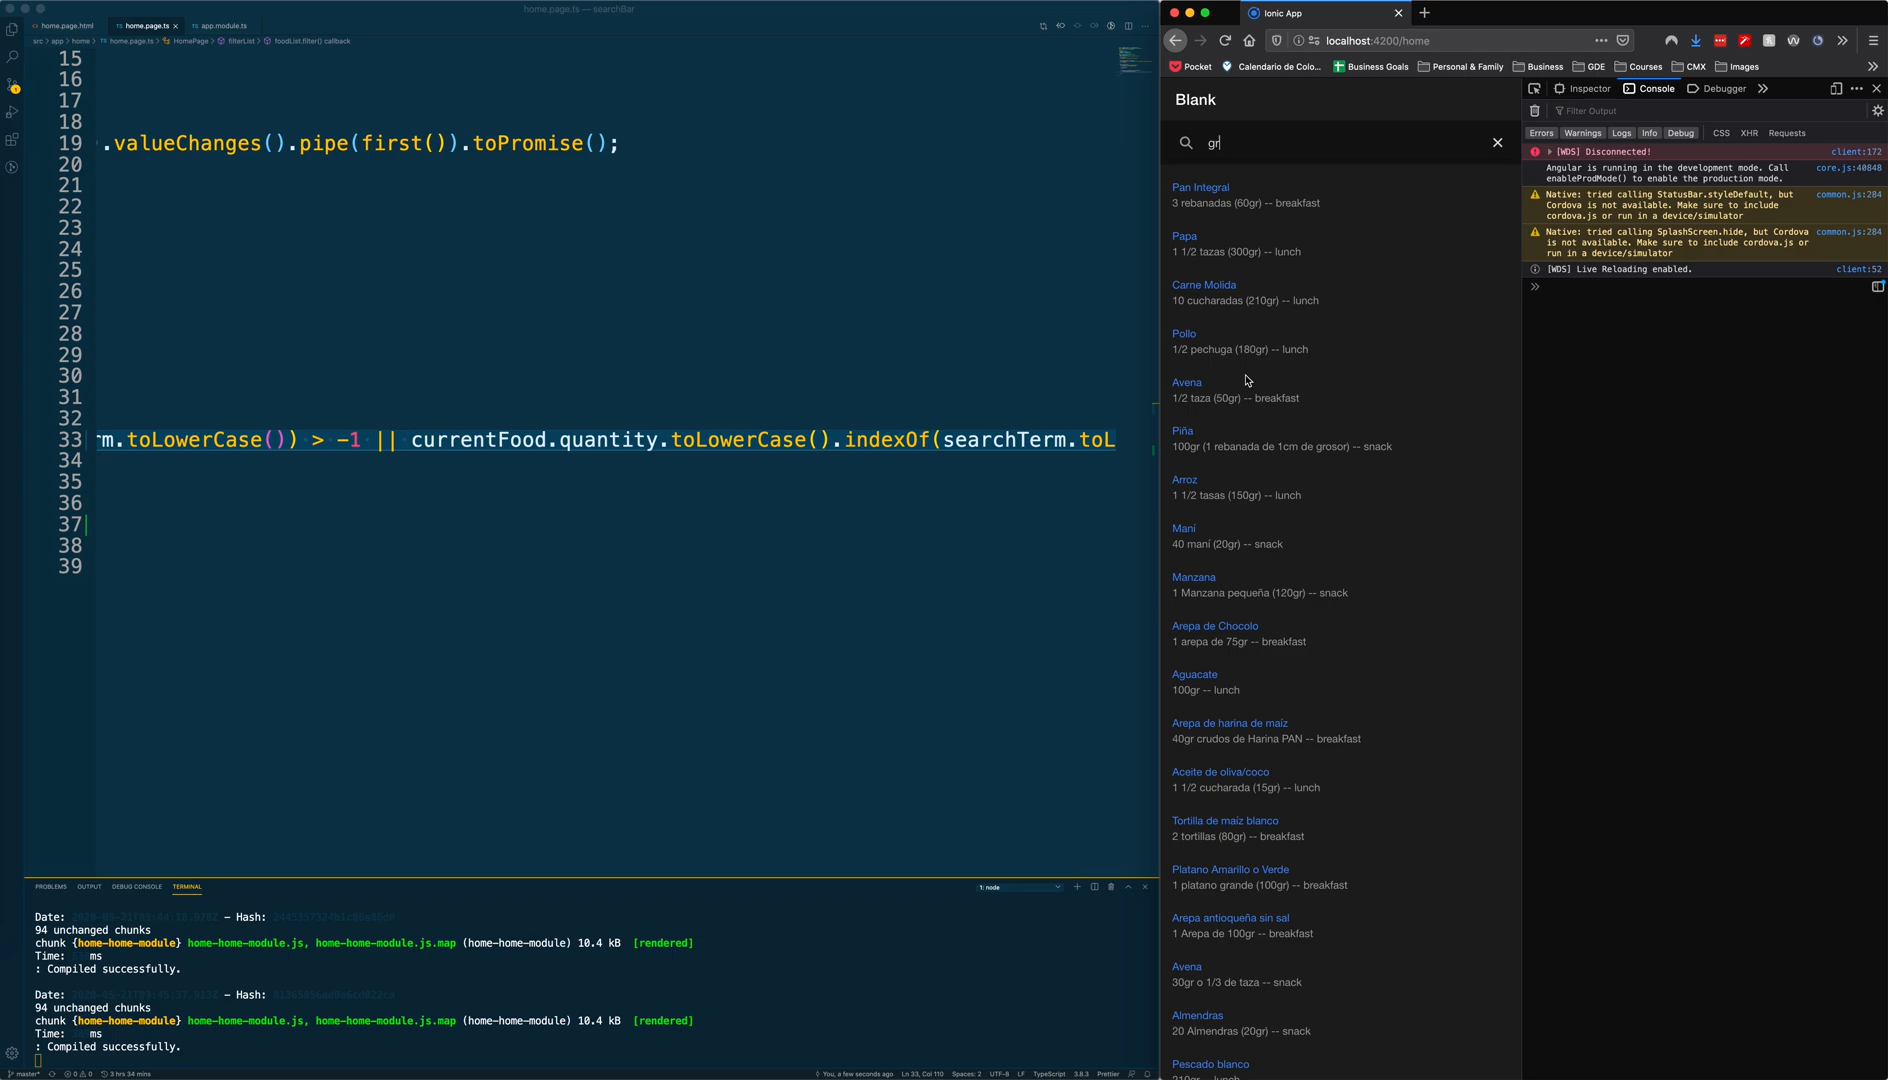 home.page.ts — searchBar
home.page.html
TS home.page.ts ×
TS app.module.ts
src > app > home > TS home.page.ts > HomePage > filterList > foodList.filter() callback
15
16
17
18
19 .valueChanges().pipe(first()).toPromise();
20
21
22
23
24
25
26
27
28
29
30
31
32
33 rm.toLowerCase()) > -1 || currentFood.quantity.toLowerCase().indexOf(searchTerm.toL
34
35
36
37
38
39
PROBLEMS OUTPUT DEBUG CONSOLE TERMINAL
1: node
Date: - Hash:
94 unchanged chunks
chunk {home-home-module} home-home-module.js, home-home-module.js.map (home-home-module) 10.4 kB [rendered]
Time: ms
: Compiled successfully.
Date: - Hash:
94 unchanged chunks
chunk {home-home-module} home-home-module.js, home-home-module.js.map (home-home-module) 10.4 kB [rendered]
Time: ms
: Compiled successfully.
master* 0 0 3 hrs 34 mins
You, a few seconds ago Ln 33, Col 110 Spaces: 2 UTF-8 LF TypeScript 3.8.3 Prettier
Ionic App
localhost:4200/home
Pocket Calendario de Colo... Business Goals Personal & Family Business GDE Courses CMX Images
Blank
gr
Pan Integral
3 rebanadas (60gr) -- breakfast
Papa
1 1/2 tazas (300gr) -- lunch
Carne Molida
10 cucharadas (210gr) -- lunch
Pollo
1/2 pechuga (180gr) -- lunch
Avena
1/2 taza (50gr) -- breakfast
Piña
100gr (1 rebanada de 1cm de grosor) -- snack
Arroz
1 1/2 tasas (150gr) -- lunch
Maní
40 maní (20gr) -- snack
Manzana
1 Manzana pequeña (120gr) -- snack
Arepa de Chocolo
1 arepa de 75gr -- breakfast
Aguacate
100gr -- lunch
Arepa de harina de maíz
40gr crudos de Harina PAN -- breakfast
Aceite de oliva/coco
1 1/2 cucharada (15gr) -- lunch
Tortilla de maíz blanco
2 tortillas (80gr) -- breakfast
Platano Amarillo o Verde
1 platano grande (100gr) -- breakfast
Arepa antioqueña sin sal
1 Arepa de 100gr -- breakfast
Avena
30gr o 1/3 de taza -- snack
Almendras
20 Almendras (20gr) -- snack
Pescado blanco
210gr -- lunch
Inspector Console Debugger
Filter Output
Errors Warnings Logs Info Debug CSS XHR Requests
[WDS] Disconnected! client:172
Angular is running in the development mode. Call core.js:40848
enableProdMode() to enable the production mode.
Native: tried calling StatusBar.styleDefault, but common.js:284
Cordova is not available. Make sure to include
cordova.js or run in a device/simulator
Native: tried calling SplashScreen.hide, but Cordova common.js:284
is not available. Make sure to include cordova.js or
run in a device/simulator
[WDS] Live Reloading enabled. client:52